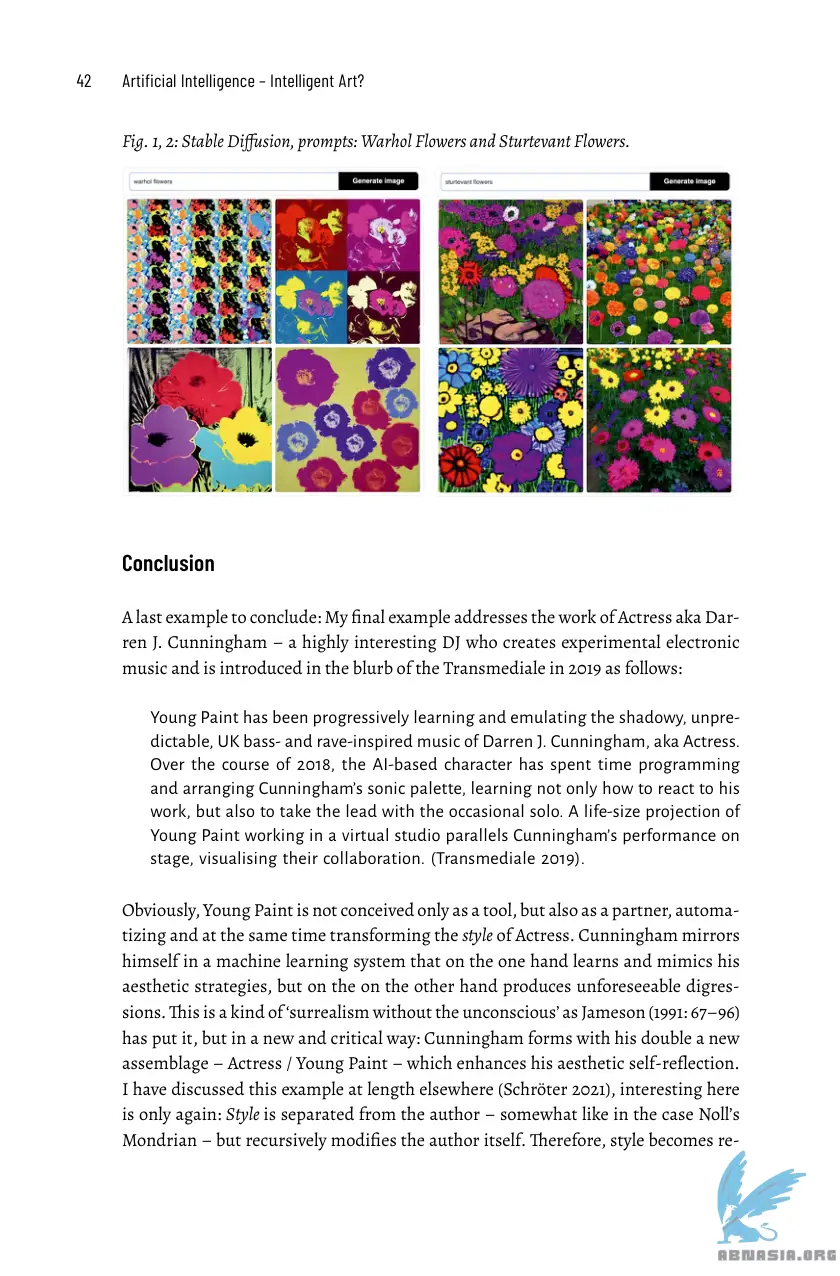 42 Artificial Intelligence – Intelligent Art?
Fig. 1, 2: Stable Diffusion, prompts: Warhol Flowers and Sturtevant Flowers.
warhol flowers Generate image
sturtevant flowers Generate image
Conclusion
A last example to conclude: My final example addresses the work of Actress aka Dar-
ren J. Cunningham – a highly interesting DJ who creates experimental electronic
music and is introduced in the blurb of the Transmediale in 2019 as follows:
Young Paint has been progressively learning and emulating the shadowy, unpre-
dictable, UK bass- and rave-inspired music of Darren J. Cunningham, aka Actress.
Over the course of 2018, the AI-based character has spent time programming
and arranging Cunningham's sonic palette, learning not only how to react to his
work, but also to take the lead with the occasional solo. A life-size projection of
Young Paint working in a virtual studio parallels Cunningham's performance on
stage, visualising their collaboration. (Transmediale 2019).
Obviously, Young Paint is not conceived only as a tool, but also as a partner, automa-
tizing and at the same time transforming the style of Actress. Cunningham mirrors
himself in a machine learning system that on the one hand learns and mimics his
aesthetic strategies, but on the on the other hand produces unforeseeable digres-
sions. This is a kind of ‘surrealism without the unconscious’ as Jameson (1991: 67–96)
has put it, but in a new and critical way: Cunningham forms with his double a new
assemblage – Actress / Young Paint – which enhances his aesthetic self-reflection.
I have discussed this example at length elsewhere (Schröter 2021), interesting here
is only again: Style is separated from the author – somewhat like in the case Noll's
Mondrian – but recursively modifies the author itself. Therefore, style becomes re-
ABNASIA.ORG